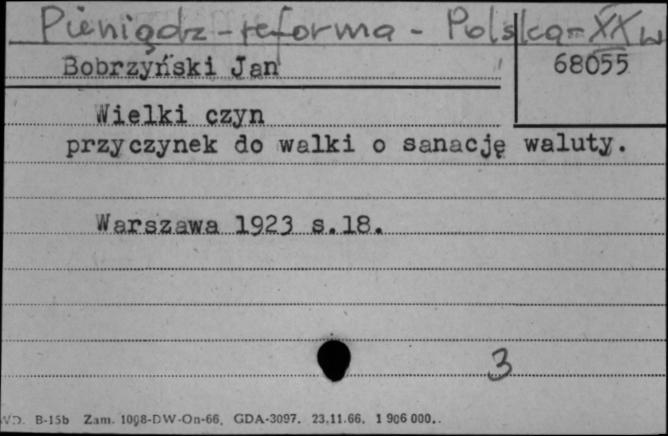 Pieniądz - reforma - Polska - XX w
Bobrzyński Jan
68055
Wielki czyn
przyczynek do walki o sanację waluty.
Warszawa 1923 s.18.
3
B-15b Zam. 1098-DW-On-66. GDA-3097. 23.11.66. 1 906 000.